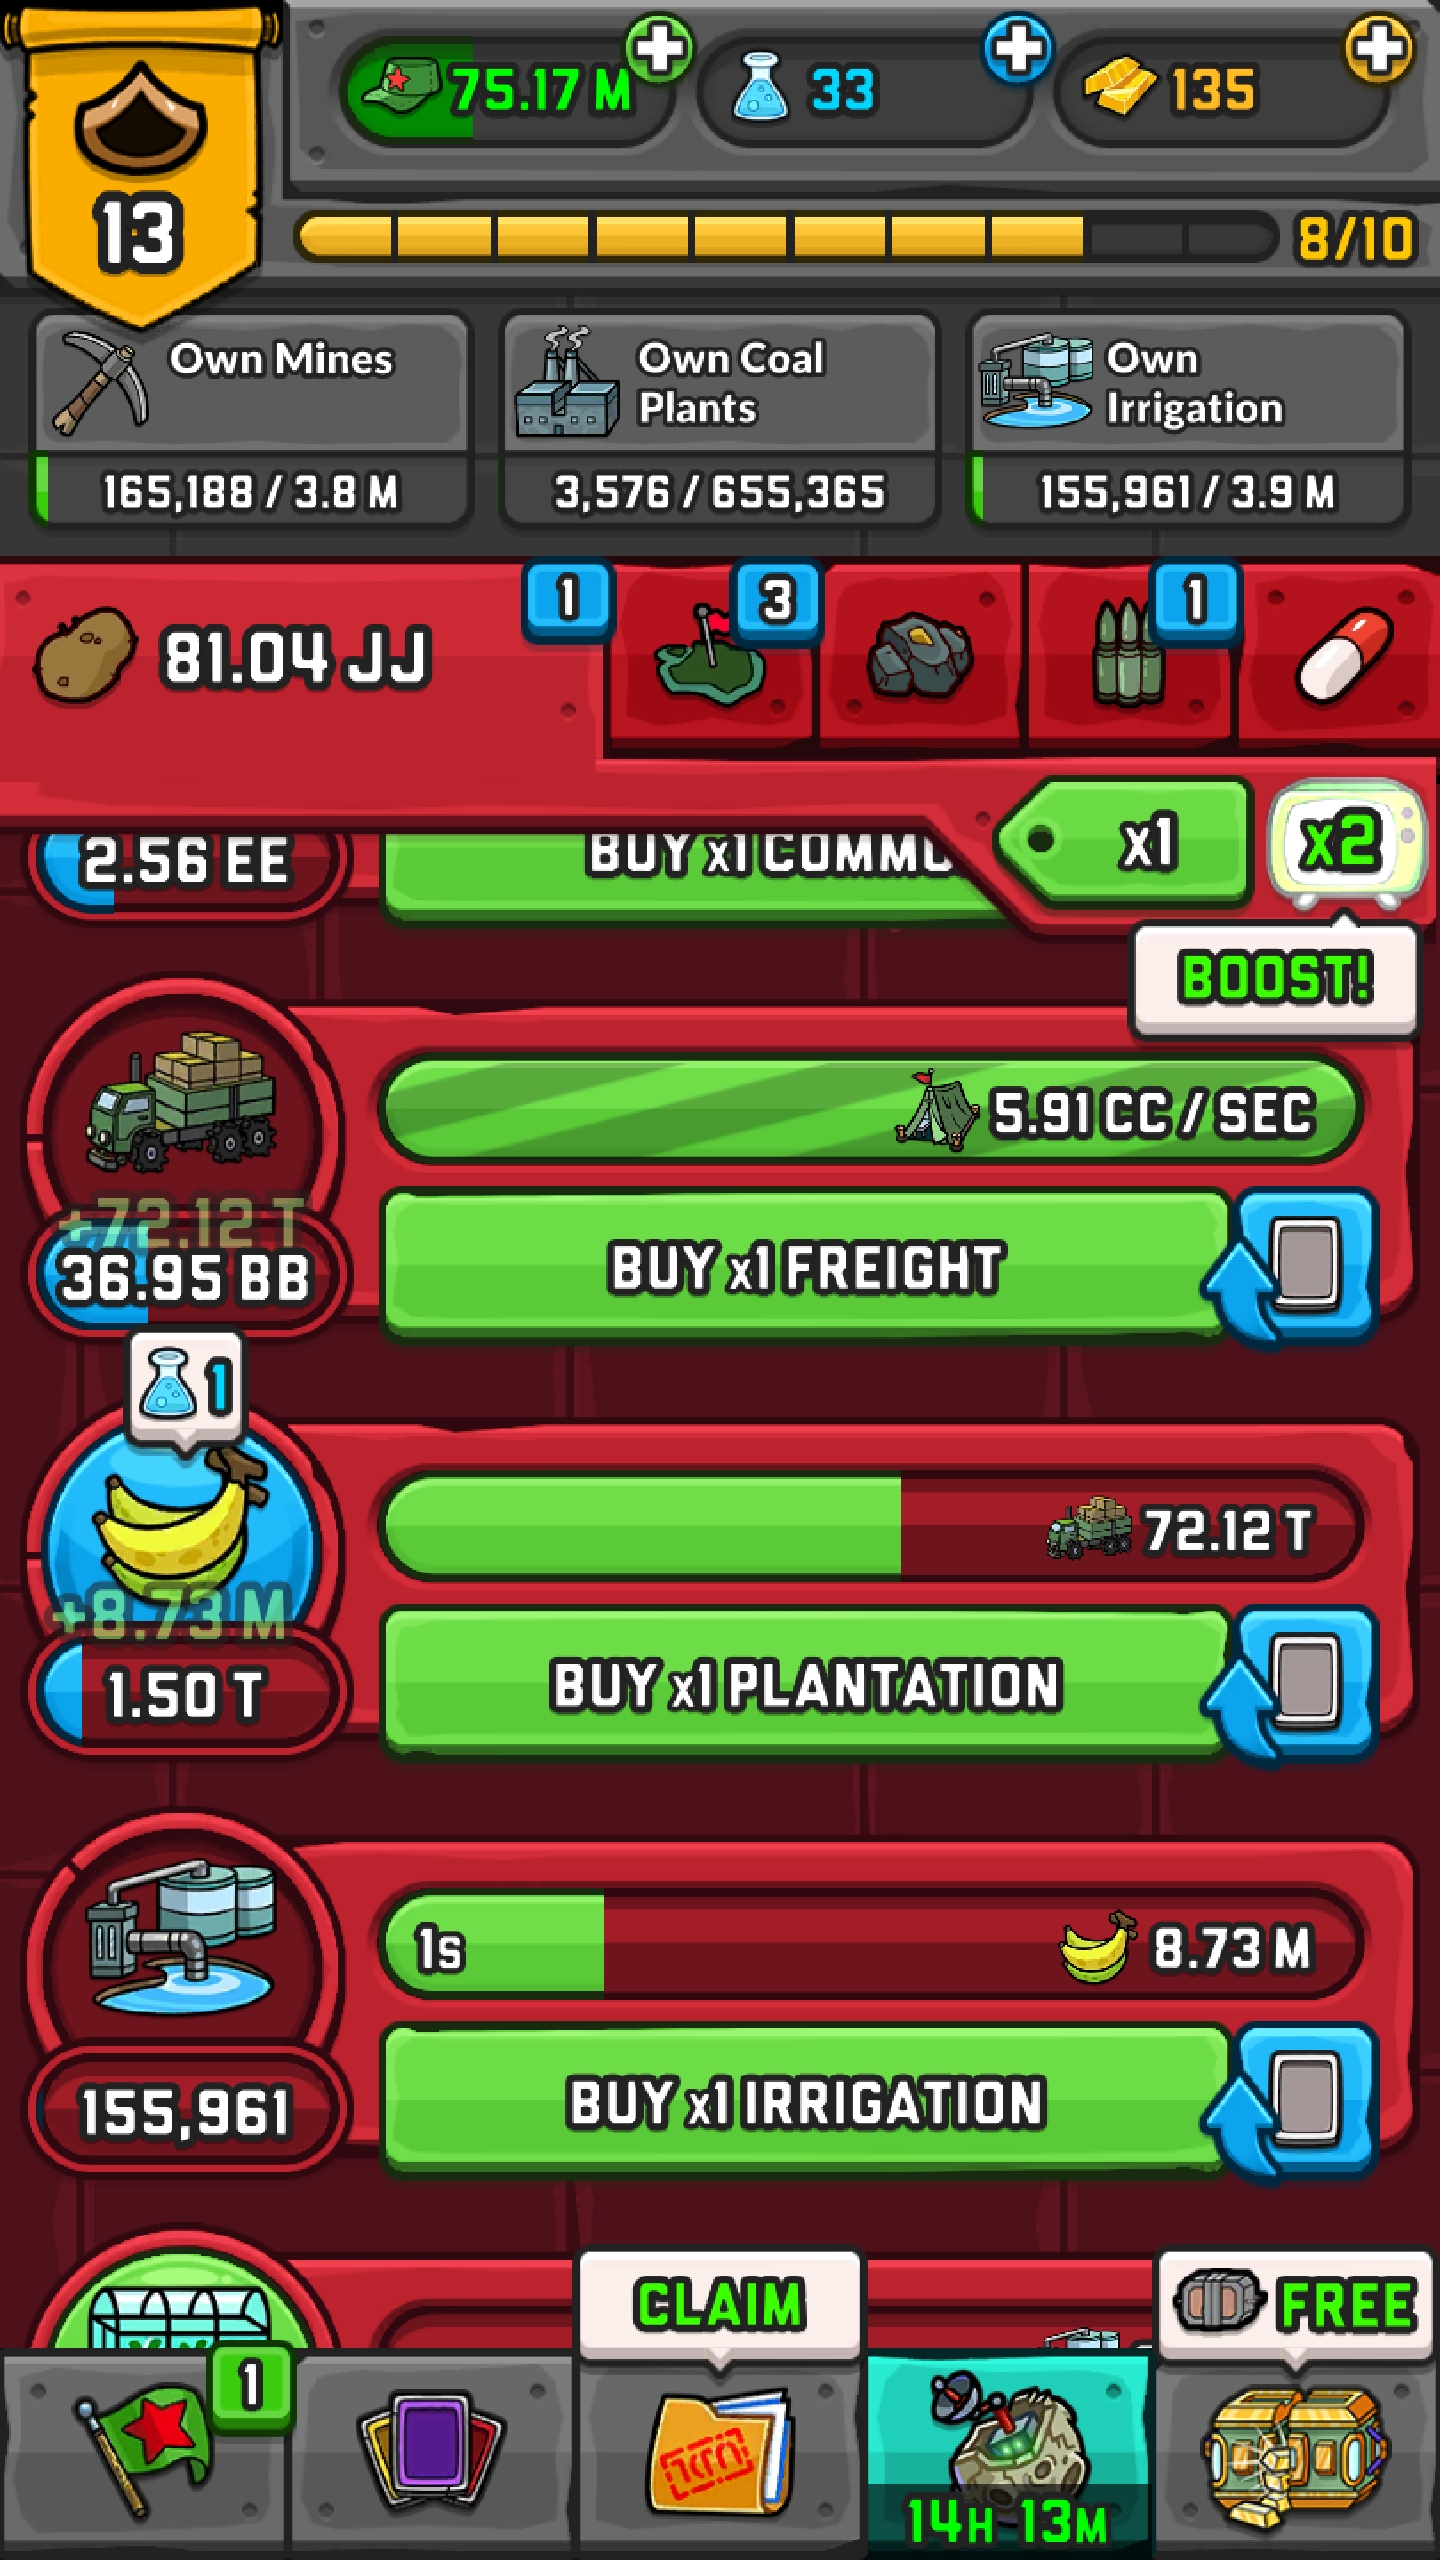 13
75.17 M
33
135
8/10
Own Mines
165,188 / 3.8 M
Own Coal
Plants
3,576 / 655,365
Own
Irrigation
155,961 / 3.9 M
81.04 JJ
1
3
1
x1
x2
BOOST!
2.56 EE
BUY x1 COMMU
5.91 CC / SEC
+72.12 T
36.95 BB
BUY x1 FREIGHT
1
72.12 T
+8.73 M
1.50 T
BUY x1 PLANTATION
1s
8.73 M
155,961
BUY x1 IRRIGATION
CLAIM
FREE
1
14H 13M